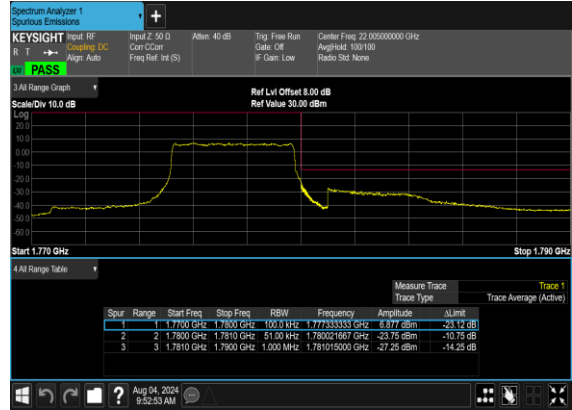 Spectrum Analyzer 1
Spurious Emissions
+
KEYSIGHT Input: RF Input Z: 50 Ω Atten: 40 dB Trig: Free Run Center Freq: 22.005000000 GHz
R T Coupling: DC Corr CCorr Gate: Off Avg|Hold: 100/100
Align: Auto Freq Ref: Int (S) IF Gain: Low Radio Std: None
PASS
3 All Range Graph
Ref Lvl Offset 8.00 dB
Scale/Div 10.0 dB Ref Value 30.00 dBm
Log
20.0
10.0
0.00
-10.0
-20.0
-30.0
-40.0
-50.0
-60.0
Start 1.770 GHz Stop 1.790 GHz
4 All Range Table
Measure Trace Trace 1
Trace Type Trace Average (Active)
Spur Range Start Freq Stop Freq RBW Frequency Amplitude ΔLimit
1 1 1.7700 GHz 1.7800 GHz 100.0 kHz 1.777333333 GHz 6.877 dBm -23.12 dB
2 2 1.7800 GHz 1.7810 GHz 51.00 kHz 1.780021667 GHz -23.75 dBm -10.75 dB
3 3 1.7810 GHz 1.7900 GHz 1.000 MHz 1.781015000 GHz -27.25 dBm -14.25 dB
? Aug 04, 2024
9:52:53 AM